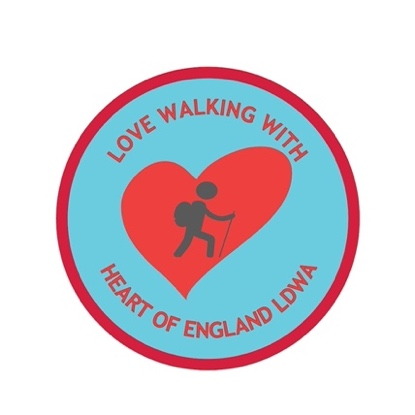 LOVE WALKING WITH
HEART OF ENGLAND LDWA